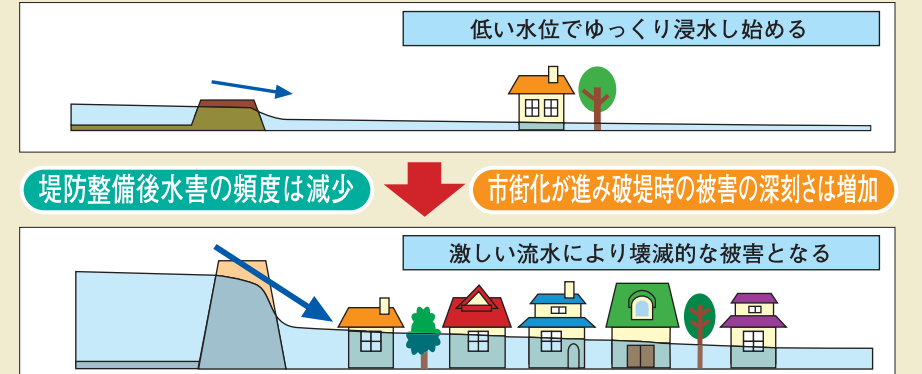 低い水位でゆっくり浸水し始める
堤防整備後水害の頻度は減少
市街化が進み破堤時の被害の深刻さは増加
激しい流水により壊滅的な被害となる